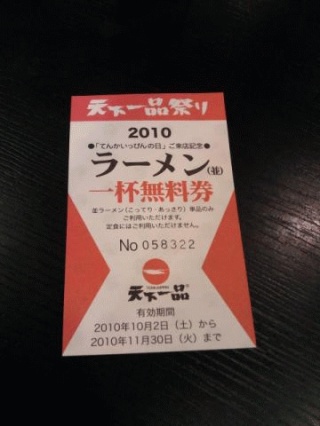 天下一品祭り
2010
●「てんかいっぴんの日」ご来店記念●
ラーメン(並)
一杯無料券
※ラーメン(こってり・あっさり)単品のみ
ご利用いただけます。
定食にはご利用いただけません。
No 058322
天下一品
有効期間
2010年10月2日(土)から
2010年11月30日(火)まで